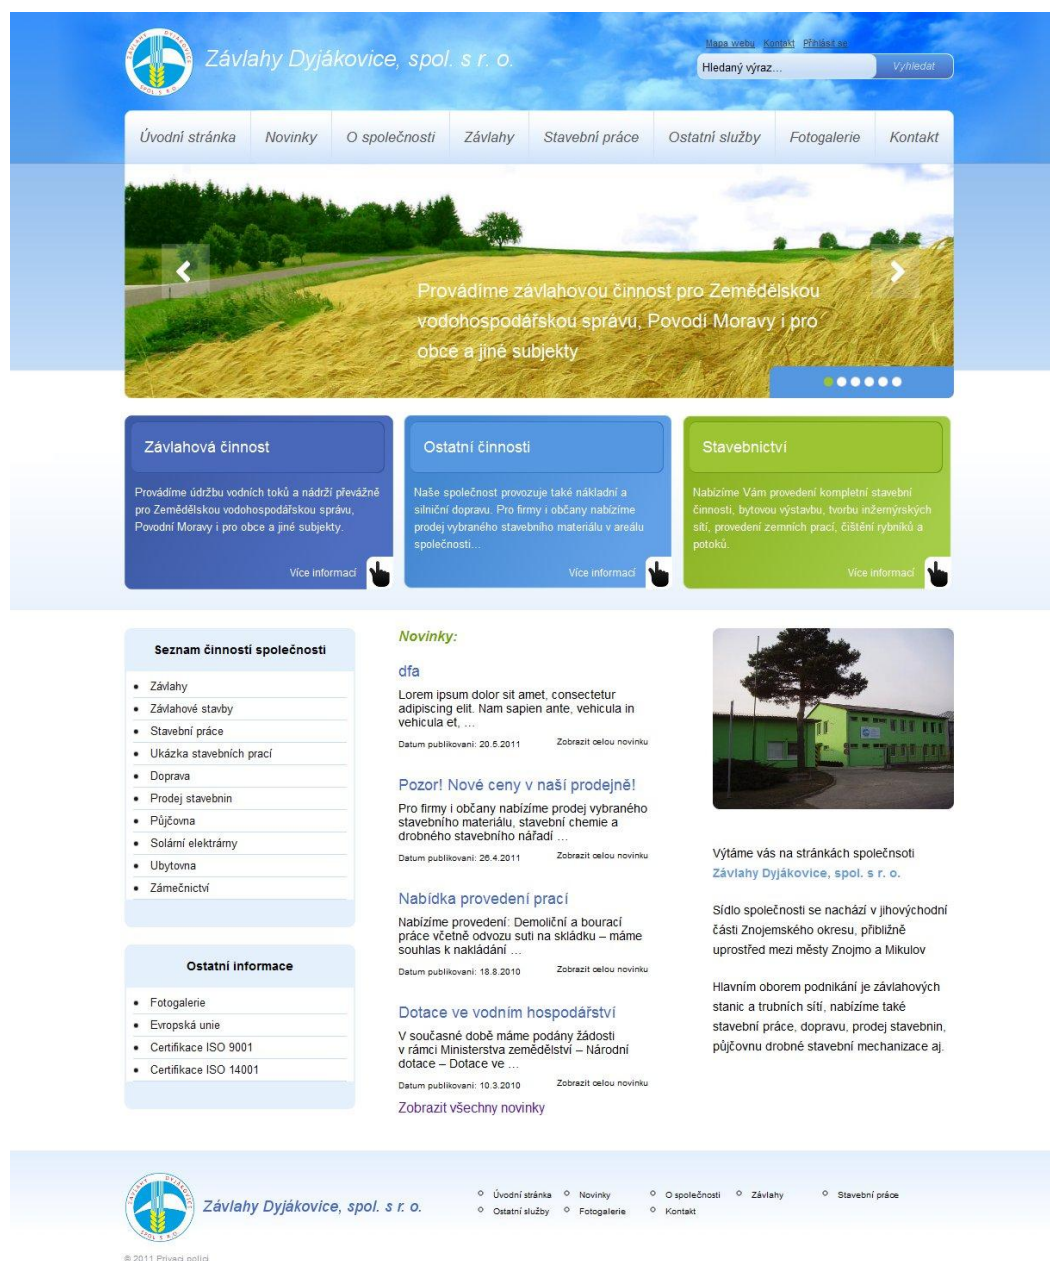 Závlahy Dyjákovice, spol. s r. o.
Mapa webu Kontakt Přihlásit se
Hledaný výraz...
Vyhledat
Úvodní stránka Novinky O společnosti Závlahy Stavební práce Ostatní služby Fotogalerie Kontakt
Provádíme závlahovou činnost pro Zemědělskou
vodohospodářskou správu, Povodí Moravy i pro
obce a jiné subjekty
Závlahová činnost
Provádíme údržbu vodních toků a nádrží převážně
pro Zemědělskou vodohospodářskou správu,
Povodní Moravy i pro obce a jiné subjekty.
Více informací
Ostatní činnosti
Naše společnost provozuje také nákladní a
silniční dopravu. Pro firmy i občany nabízíme
prodej vybraného stavebního materiálu v areálu
společnosti...
Více informací
Stavebnictví
Nabízíme Vám provedení kompletní stavební
činnosti, bytovou výstavbu, tvorbu inžernýrských
sítí, provedení zemních prací, čištění rybníků a
potoků.
Více informací
Seznam činností společnosti
Závlahy
Závlahové stavby
Stavební práce
Ukázka stavebních prací
Doprava
Prodej stavebnin
Půjčovna
Solární elektrárny
Ubytovna
Zámečnictví
Ostatní informace
Fotogalerie
Evropská unie
Certifikace ISO 9001
Certifikace ISO 14001
Novinky:
dfa
Lorem ipsum dolor sit amet, consectetur
adipiscing elit. Nam sapien ante, vehicula in
vehicula et, ...
Datum publikovani: 20.5.2011 Zobrazit celou novinku
Pozor! Nové ceny v naší prodejně!
Pro firmy i občany nabízíme prodej vybraného
stavebního materiálu, stavební chemie a
drobného stavebního nářadí ...
Datum publikovani: 26.4.2011 Zobrazit celou novinku
Nabídka provedení prací
Nabízíme provedení: Demoliční a bourací
práce včetně odvozu suti na skládku – máme
souhlas k nakládání ...
Datum publikovani: 18.8.2010 Zobrazit celou novinku
Dotace ve vodním hospodářství
V současné době máme podány žádosti
v rámci Ministerstva zemědělství – Národní
dotace – Dotace ve ...
Datum publikovani: 10.3.2010 Zobrazit celou novinku
Zobrazit všechny novinky
Výtáme vás na stránkách společnsoti
Závlahy Dyjákovice, spol. s r. o.
Sídlo společnosti se nachází v jihovýchodní
části Znojemského okresu, přibližně
uprostřed mezi městy Znojmo a Mikulov
Hlavním oborem podnikání je závlahových
stanic a trubních sítí, nabízíme také
stavební práce, dopravu, prodej stavebnin,
půjčovnu drobné stavební mechanizace aj.
Závlahy Dyjákovice, spol. s r. o.
Úvodní stránka Novinky O společnosti Závlahy Stavební práce
Ostatní služby Fotogalerie Kontakt
© 2011 Privaci polici